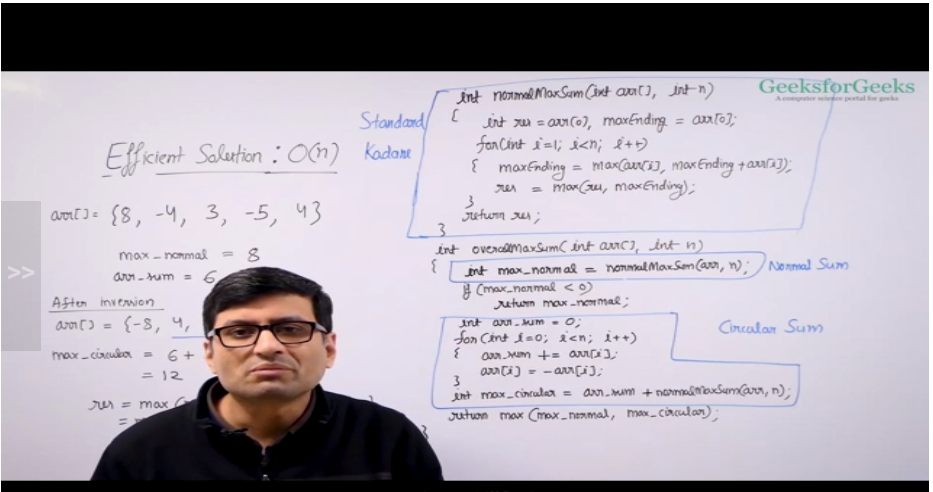 GeeksforGeeks
A computer science portal for geeks
Efficient Solution : O(n)
arr[] = {8, -4, 3, -5, 4}
max_normal = 8
arr_sum = 6
After inversion
arr[] = {-8, 4,
max_circular = 6 +
= 12
res = max (
=
Standard
Kadane
int normalMaxSum(int arr[], int n)
{ int res = arr[0], maxEnding = arr[0];
for(int i=1; i<n; i++)
{ maxEnding = max(arr[i], maxEnding + arr[i]);
res = max(res, maxEnding);
}
return res;
}
int overallMaxSum(int arr[], int n)
{ int max_normal = normalMaxSum(arr, n);
Normal Sum
if (max_normal < 0)
return max_normal;
int arr_sum = 0;
Circular Sum
for(int i=0; i<n; i++)
{ arr_sum += arr[i];
arr[i] = -arr[i];
}
int max_circular = arr_sum + normalMaxSum(arr, n);
return max (max_normal, max_circular);
}
>>